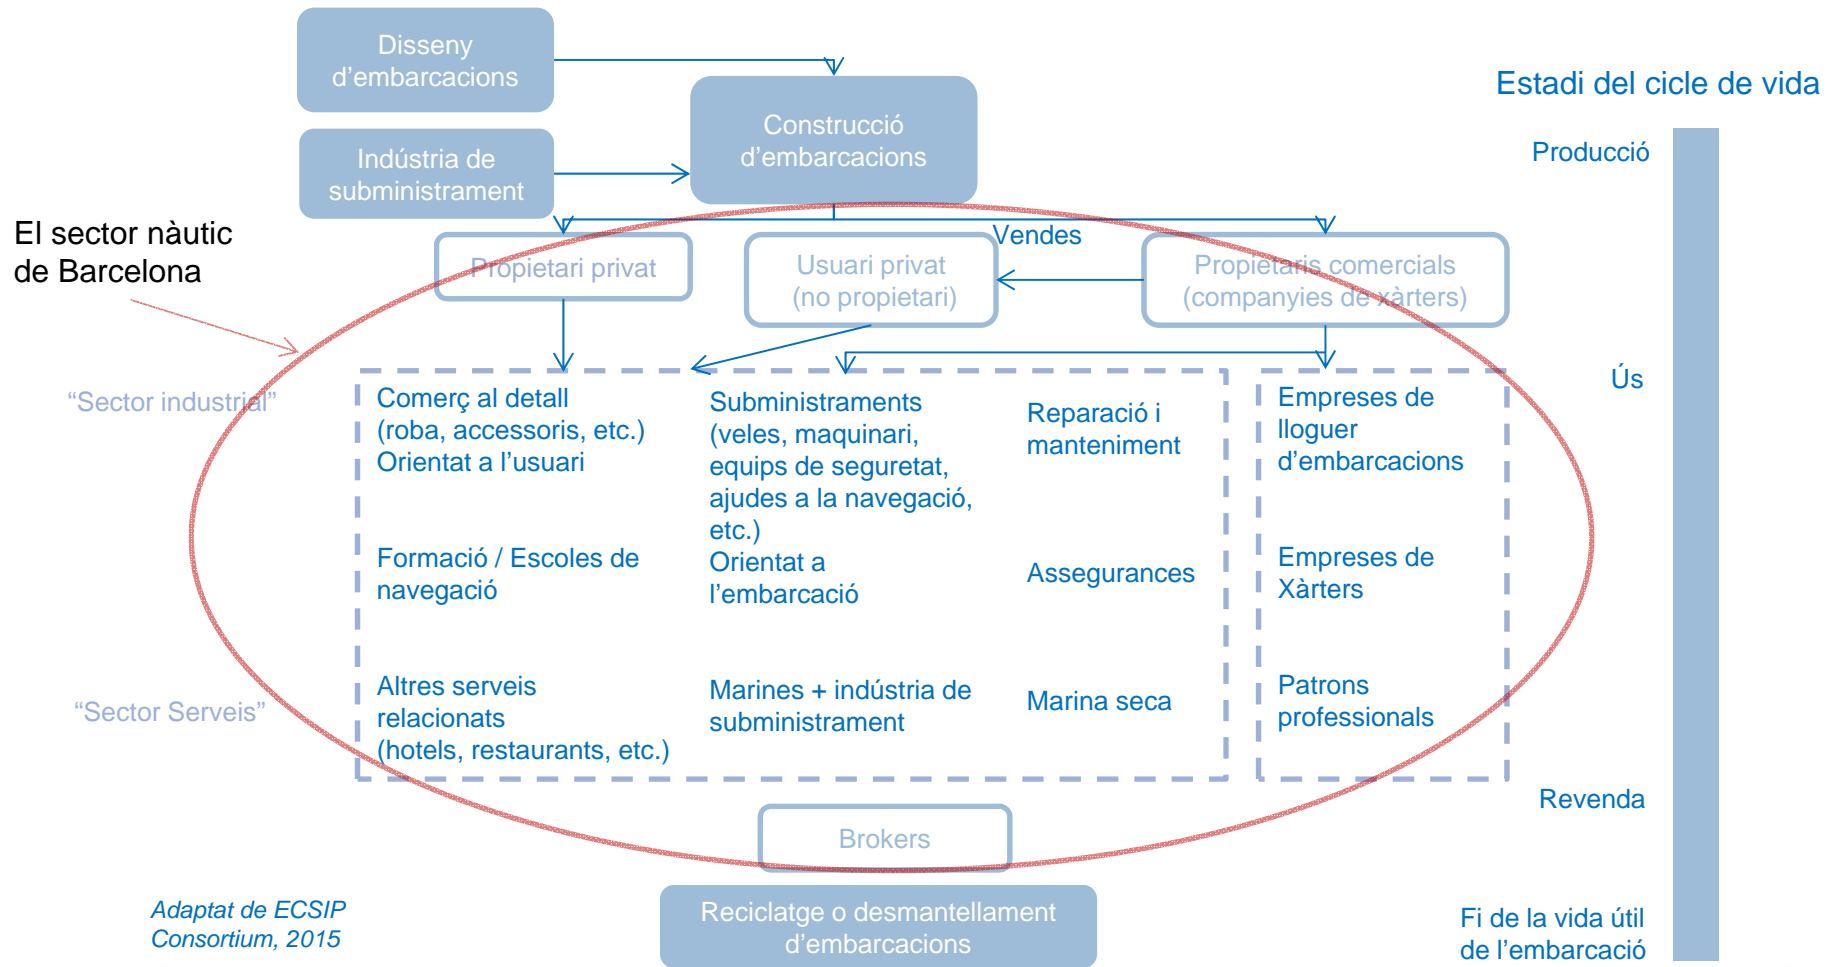 Disseny
d’embarcacions
Estadi del cicle de vida
Construcció
d’embarcacions
Producció
Indústria de
subministrament
El sector nàutic
de Barcelona
Vendes
Propietari privat
Usuari privat
(no propietari)
Propietaris comercials
(companyies de xàrters)
Ús
“Sector industrial”
Comerç al detall
(roba, accessoris, etc.)
Orientat a l’usuari
Subministraments
(veles, maquinari,
equips de seguretat,
ajudes a la navegació,
etc.)
Orientat a
l’embarcació
Reparació i
manteniment
Empreses de
lloguer
d’embarcacions
Formació / Escoles de
navegació
Assegurances
Empreses de
Xàrters
“Sector Serveis”
Altres serveis
relacionats
(hotels, restaurants, etc.)
Marines + indústria de
subministrament
Marina seca
Patrons
professionals
Revenda
Brokers
Adaptat de ECSIP
Consortium, 2015
Reciclatge o desmantellament
d’embarcacions
Fi de la vida útil
de l’embarcació